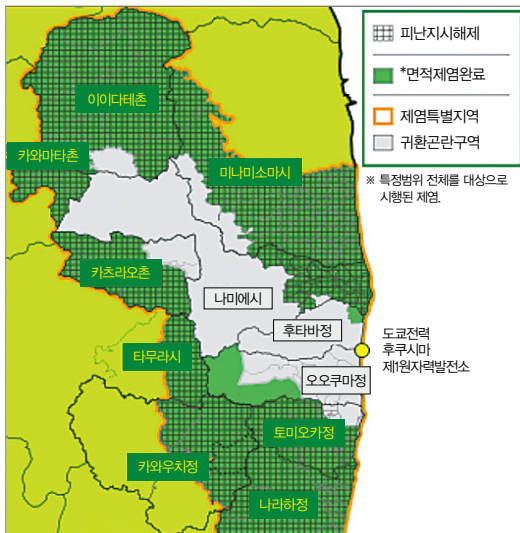 피난지시해제
*면적제염완료
제염특별지역
귀환곤란구역
※ 특정범위 전체를 대상으로
시행된 제염.
이이다테촌
카와마타촌
미나미소마시
카츠라오촌
나미에시
후타바정
도쿄전력
후쿠시마
제1원자력발전소
타무라시
오오쿠마정
토미오카정
카와우치정
나라하정